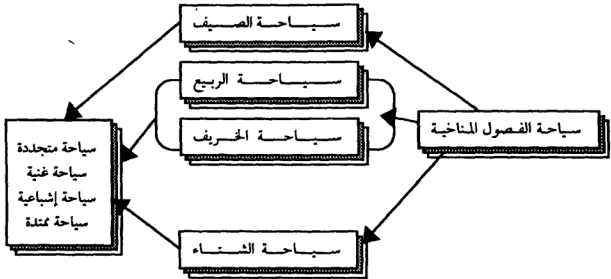 سياحة الفصول المناخية
سياحة الصيف
سياحة الربيع
سياحة الخريف
سياحة الشتاء
سياحة متجددة
سياحة غنية
سياحة إشباعية
سياحة ممتدة